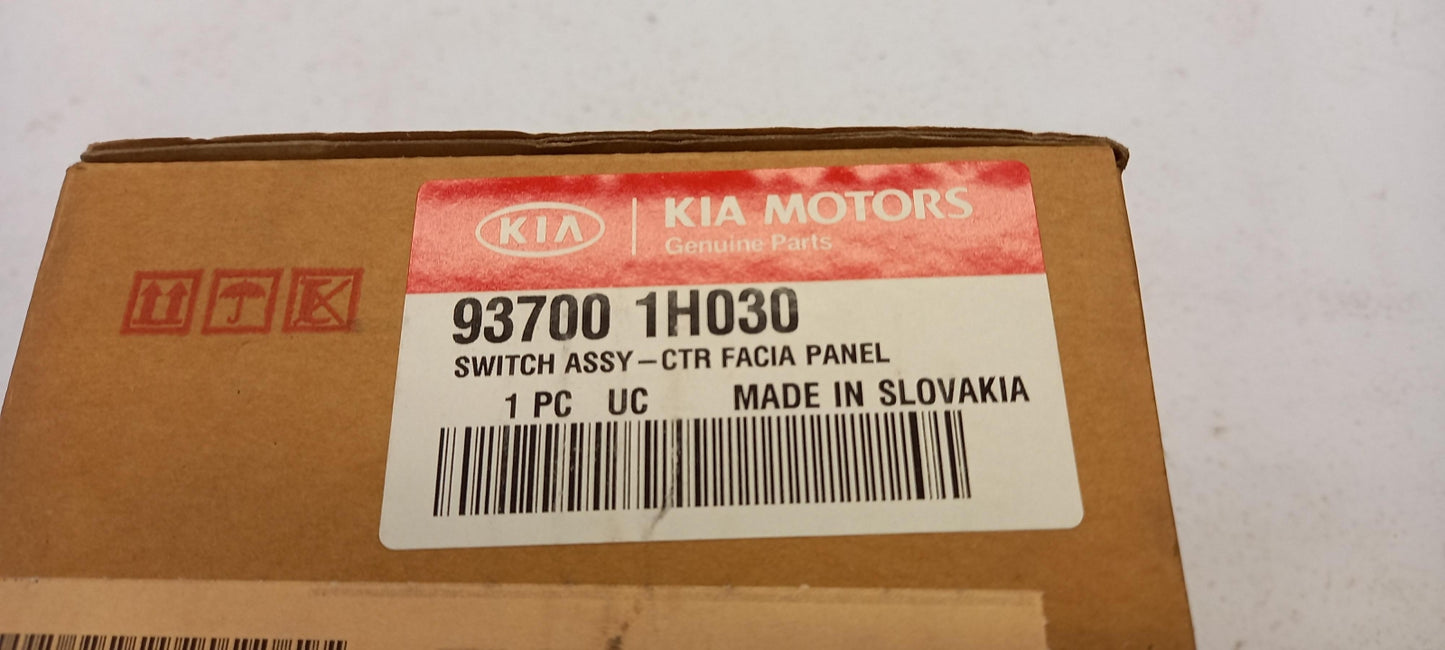 KIA
KIA MOTORS
Genuine Parts
93700 1H030
SWITCH ASSY-CTR FACIA PANEL
1 PC UC MADE IN SLOVAKIA